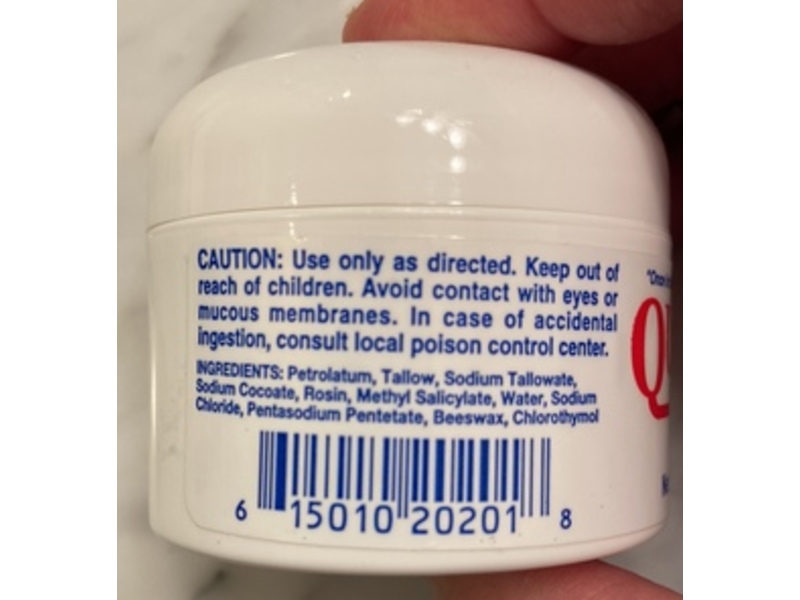 CAUTION: Use only as directed. Keep out of
reach of children. Avoid contact with eyes or
mucous membranes. In case of accidental
ingestion, consult local poison control center.
INGREDIENTS: Petrolatum, Tallow, Sodium Tallowate,
Sodium Cocoate, Rosin, Methyl Salicylate, Water, Sodium
Chloride, Pentasodium Pentetate, Beeswax, Chlorothymol
6 15010 20201 8